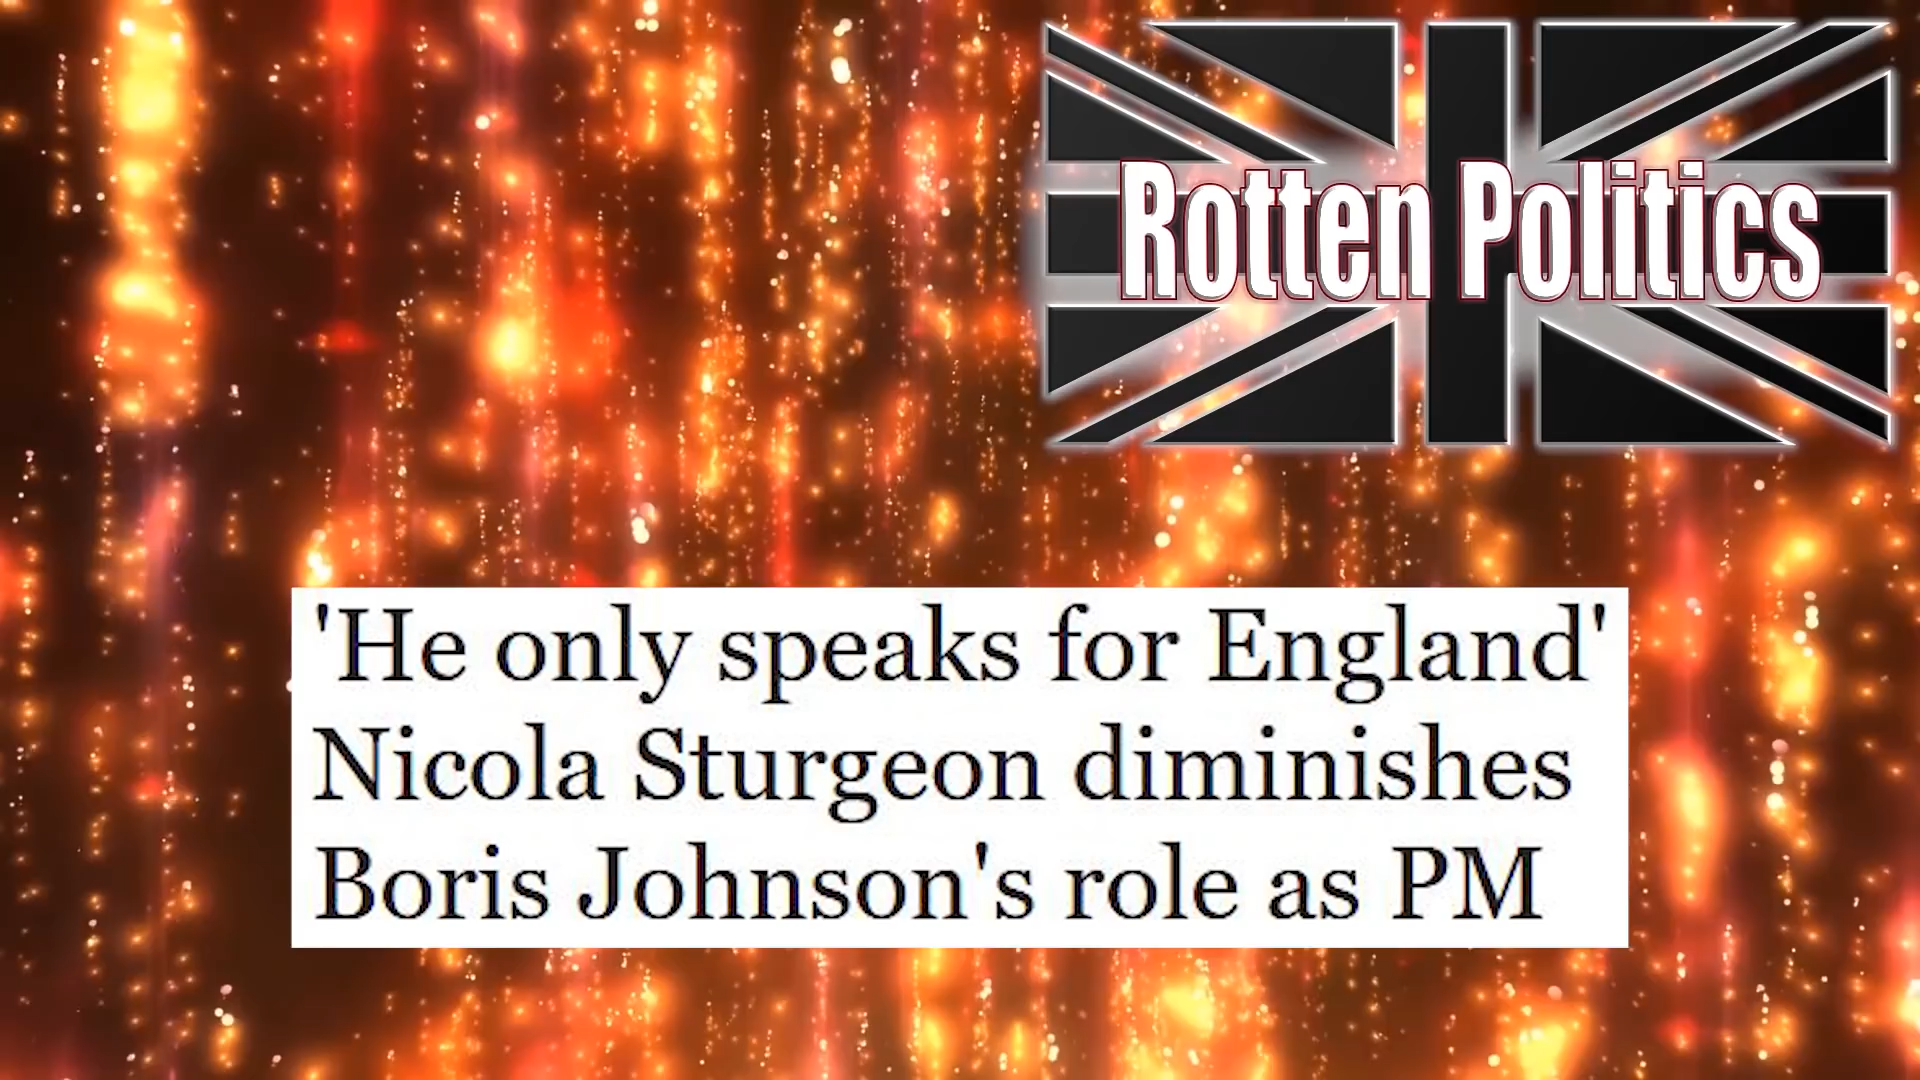 Rotten Politics
'He only speaks for England'
Nicola Sturgeon diminishes
Boris Johnson's role as PM